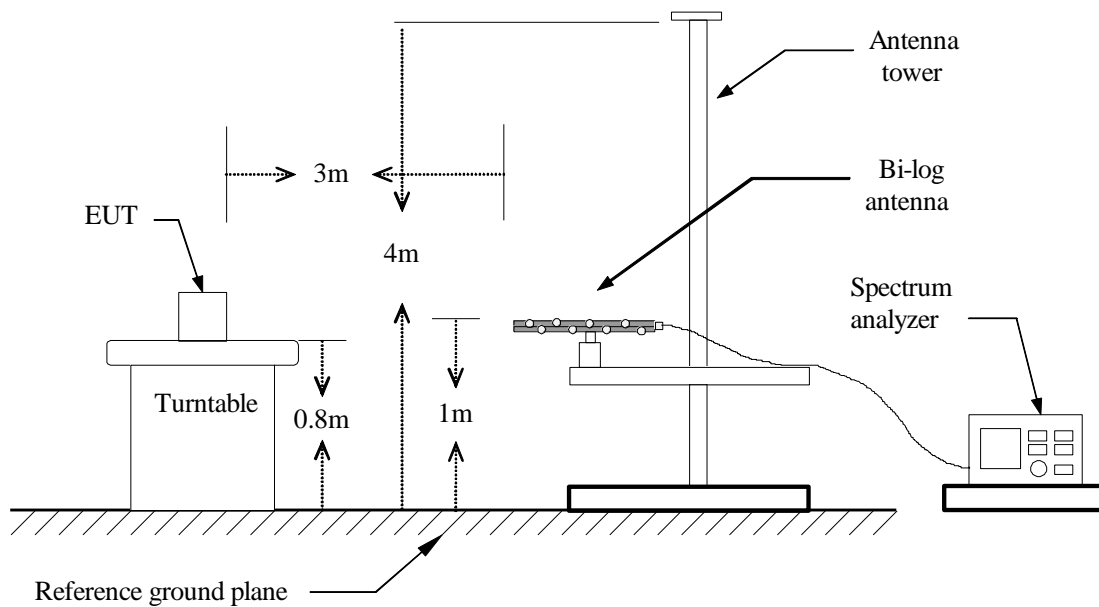 Antenna
tower
3m
Bi-log
antenna
EUT
4m
Spectrum
analyzer
Turntable
0.8m
1m
Reference ground plane